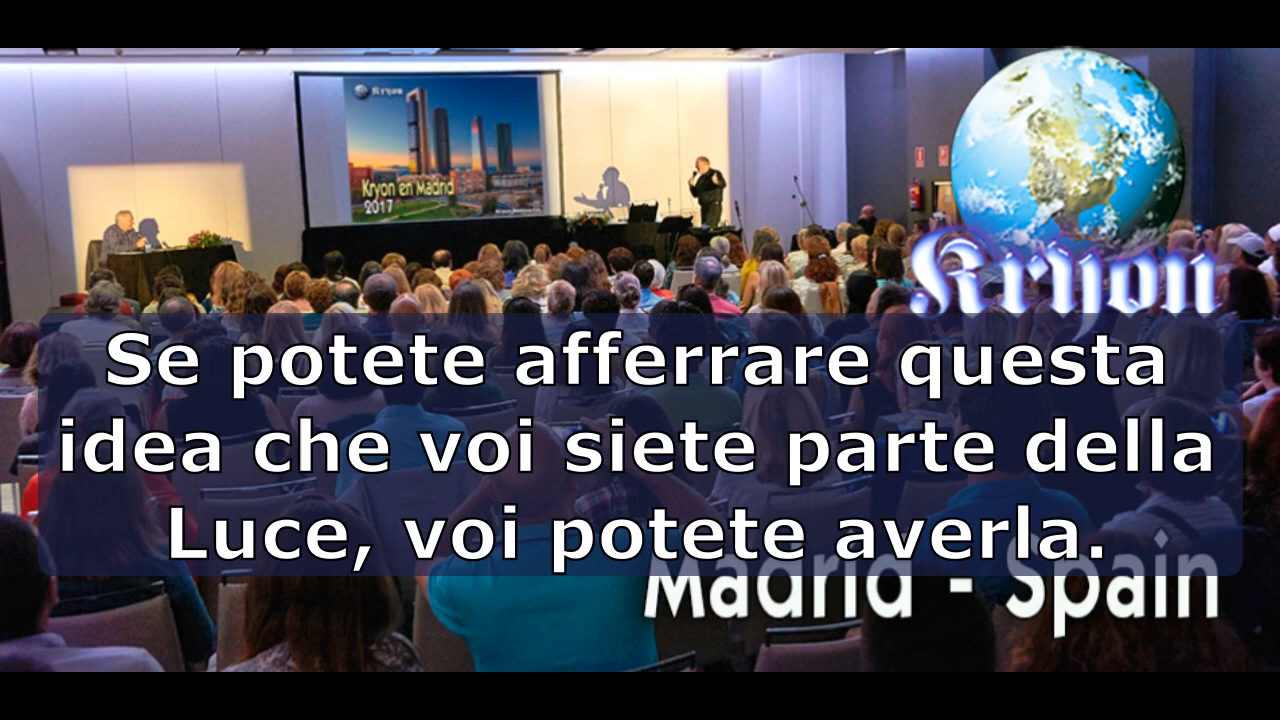 Kryon
Kryon en Madrid
2017
Kryon
Se potete afferrare questa
idea che voi siete parte della
Luce, voi potete averla.
Madrid - Spain